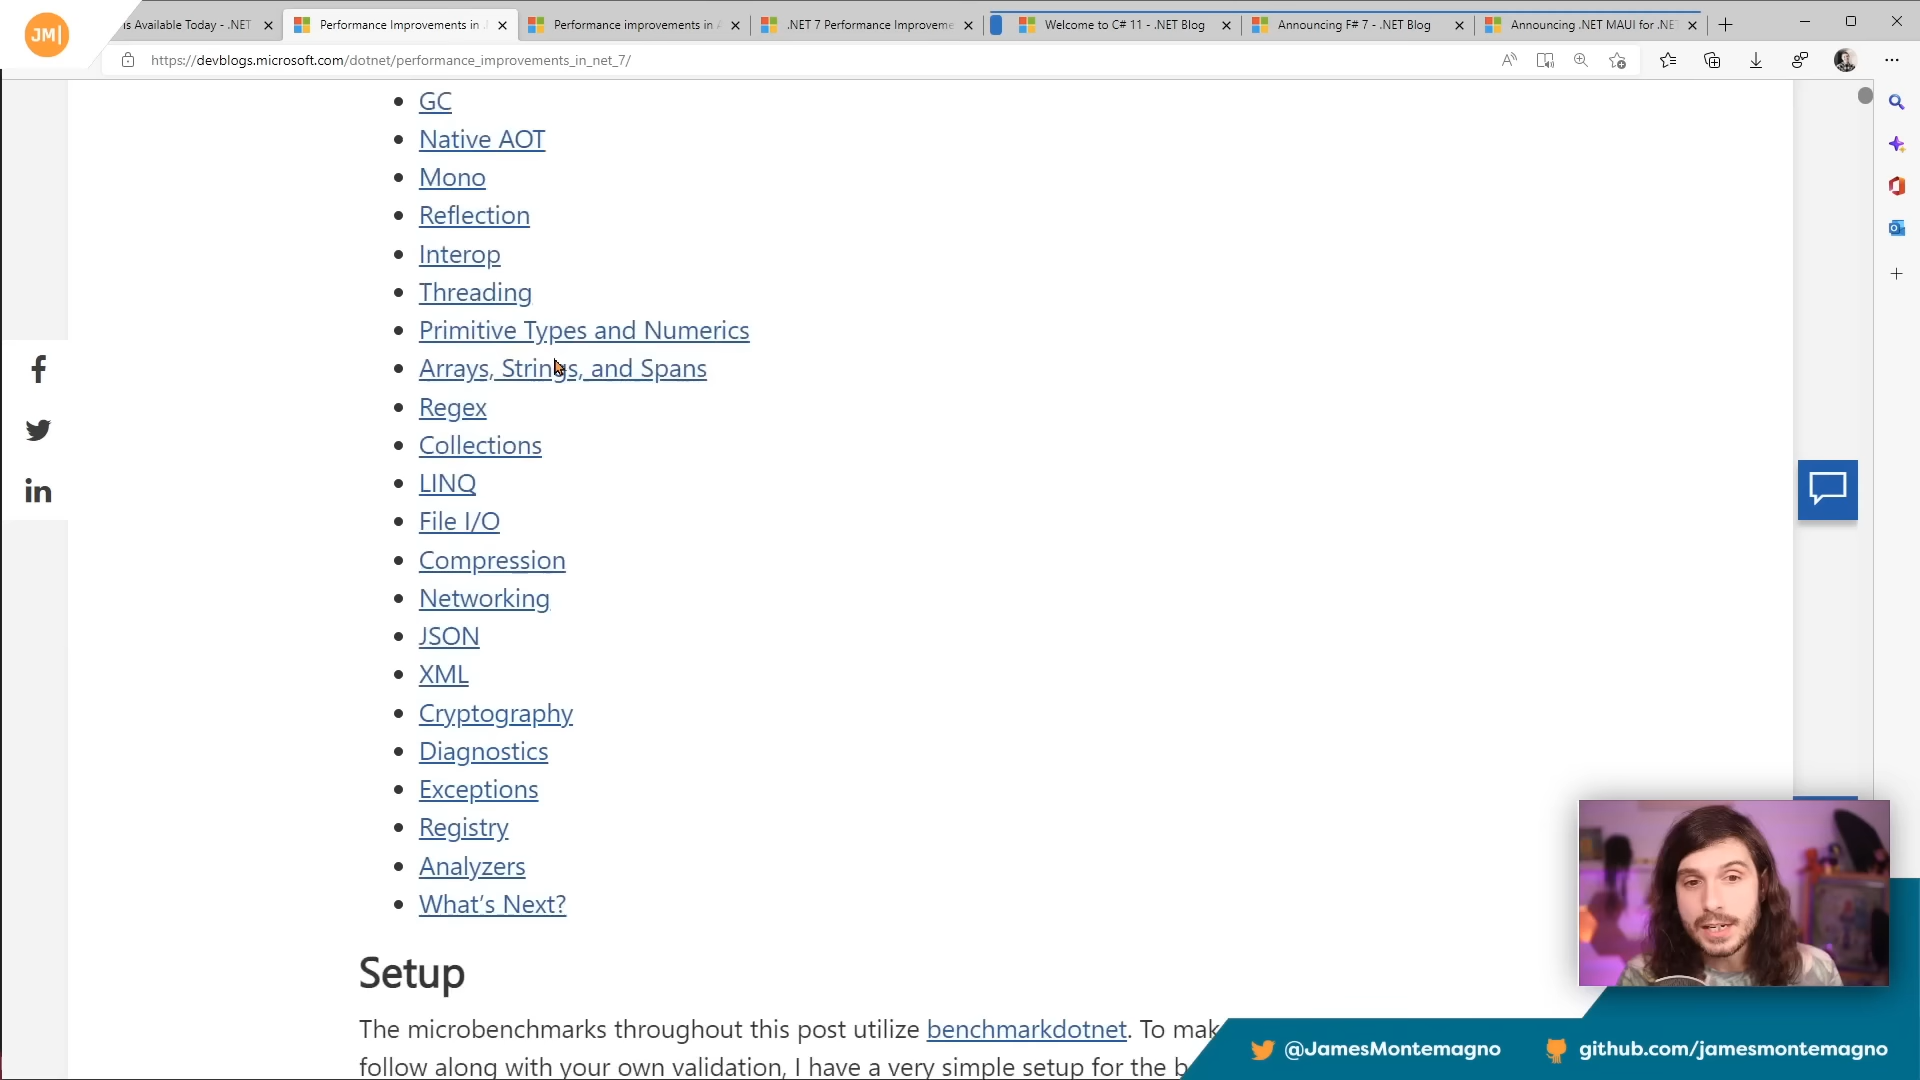 JM|
is Available Today - .NET
Performance Improvements in .
Performance improvements in A
.NET 7 Performance Improveme
Welcome to C# 11 - .NET Blog
Announcing F# 7 - .NET Blog
Announcing .NET MAUI for .NE
https://devblogs.microsoft.com/dotnet/performance_improvements_in_net_7/
GC
Native AOT
Mono
Reflection
Interop
Threading
Primitive Types and Numerics
Arrays, Strings, and Spans
Regex
Collections
LINQ
File I/O
Compression
Networking
JSON
XML
Cryptography
Diagnostics
Exceptions
Registry
Analyzers
What's Next?
Setup
The microbenchmarks throughout this post utilize benchmarkdotnet. To mak
follow along with your own validation, I have a very simple setup for the b
@JamesMontemagno
github.com/jamesmontemagno